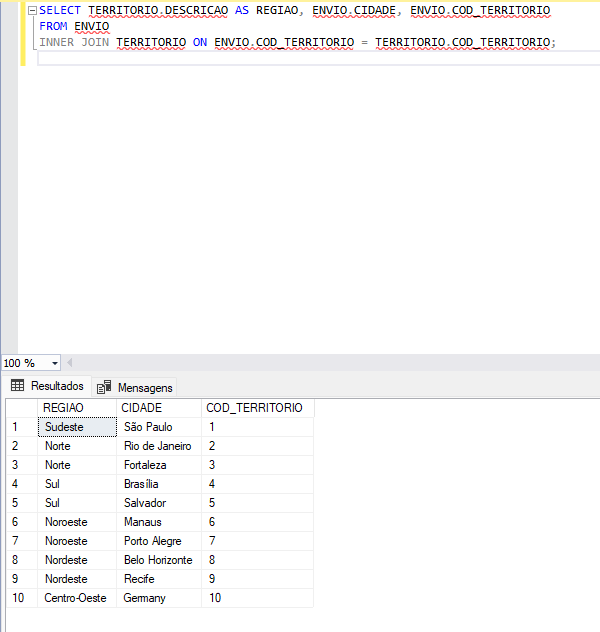 SELECT TERRITORIO.DESCRICAO AS REGIAO, ENVIO.CIDADE, ENVIO.COD_TERRITORIO
FROM ENVIO
INNER JOIN TERRITORIO ON ENVIO.COD_TERRITORIO = TERRITORIO.COD_TERRITORIO;
100 %
Resultados Mensagens
REGIAO CIDADE COD_TERRITORIO
1 Sudeste São Paulo 1
2 Norte Rio de Janeiro 2
3 Norte Fortaleza 3
4 Sul Brasília 4
5 Sul Salvador 5
6 Noroeste Manaus 6
7 Noroeste Porto Alegre 7
8 Nordeste Belo Horizonte 8
9 Nordeste Recife 9
10 Centro-Oeste Germany 10